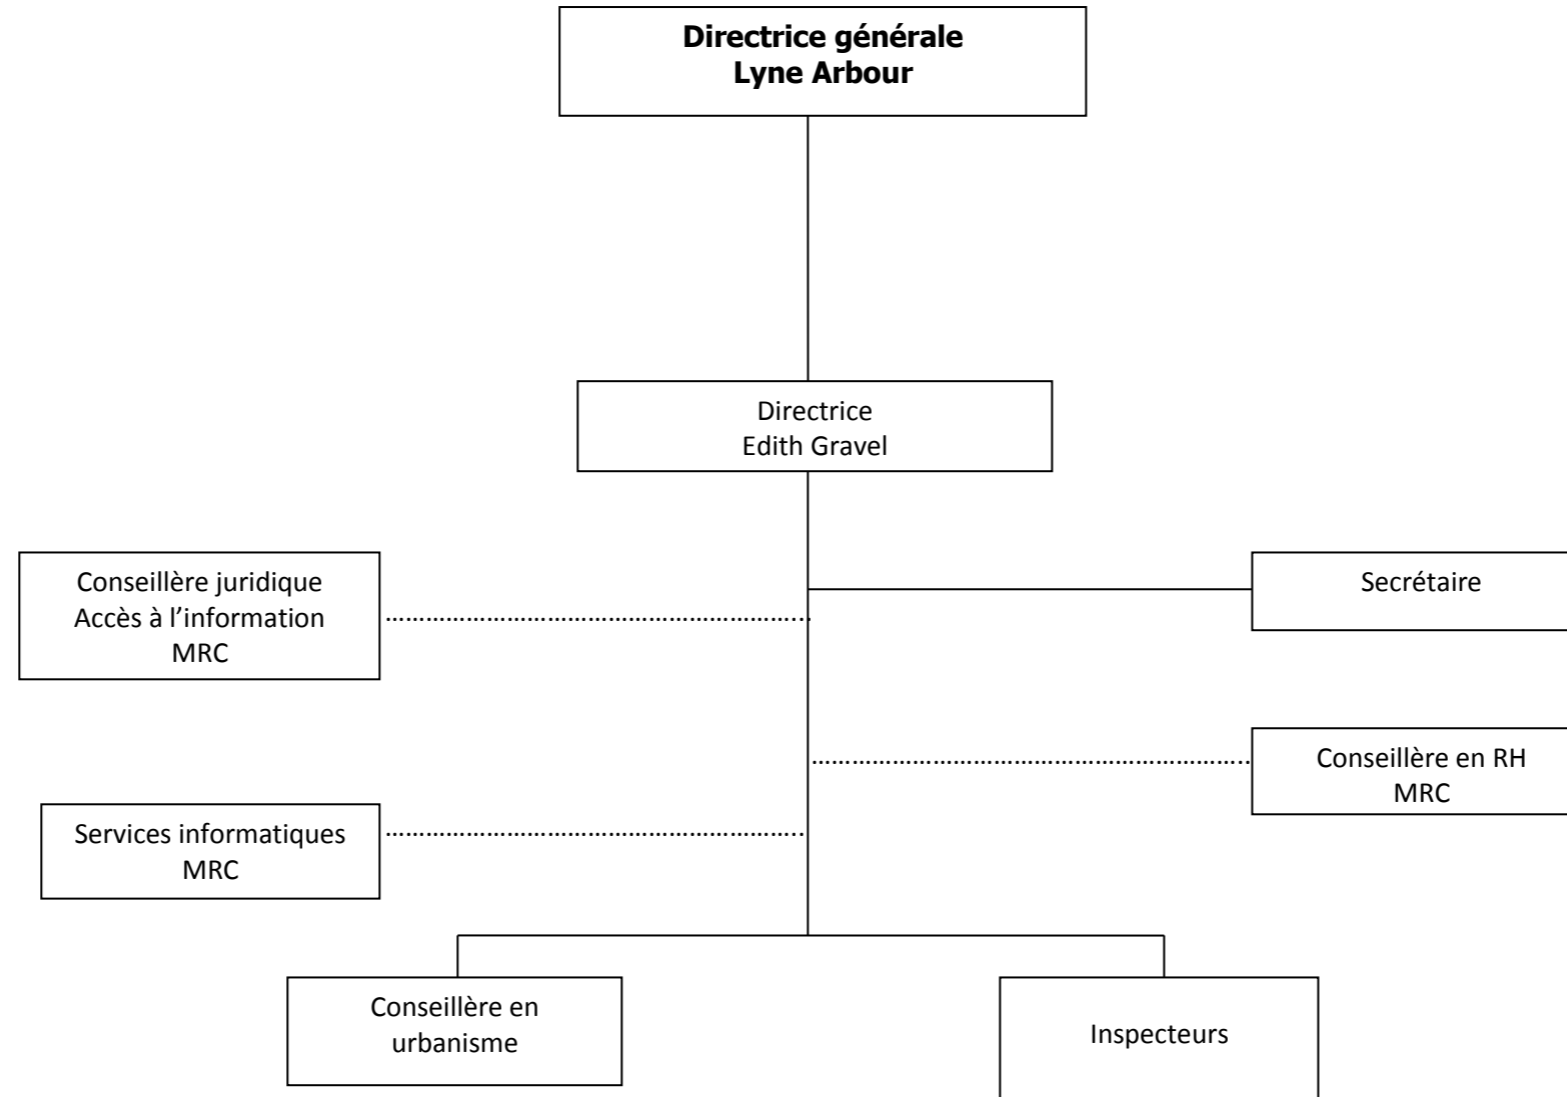 Directrice générale
Lyne Arbour
Directrice
Edith Gravel
Conseillère juridique
Accès à l’information
MRC
Secrétaire
Conseillère en RH
MRC
Services informatiques
MRC
Conseillère en
urbanisme
Inspecteurs